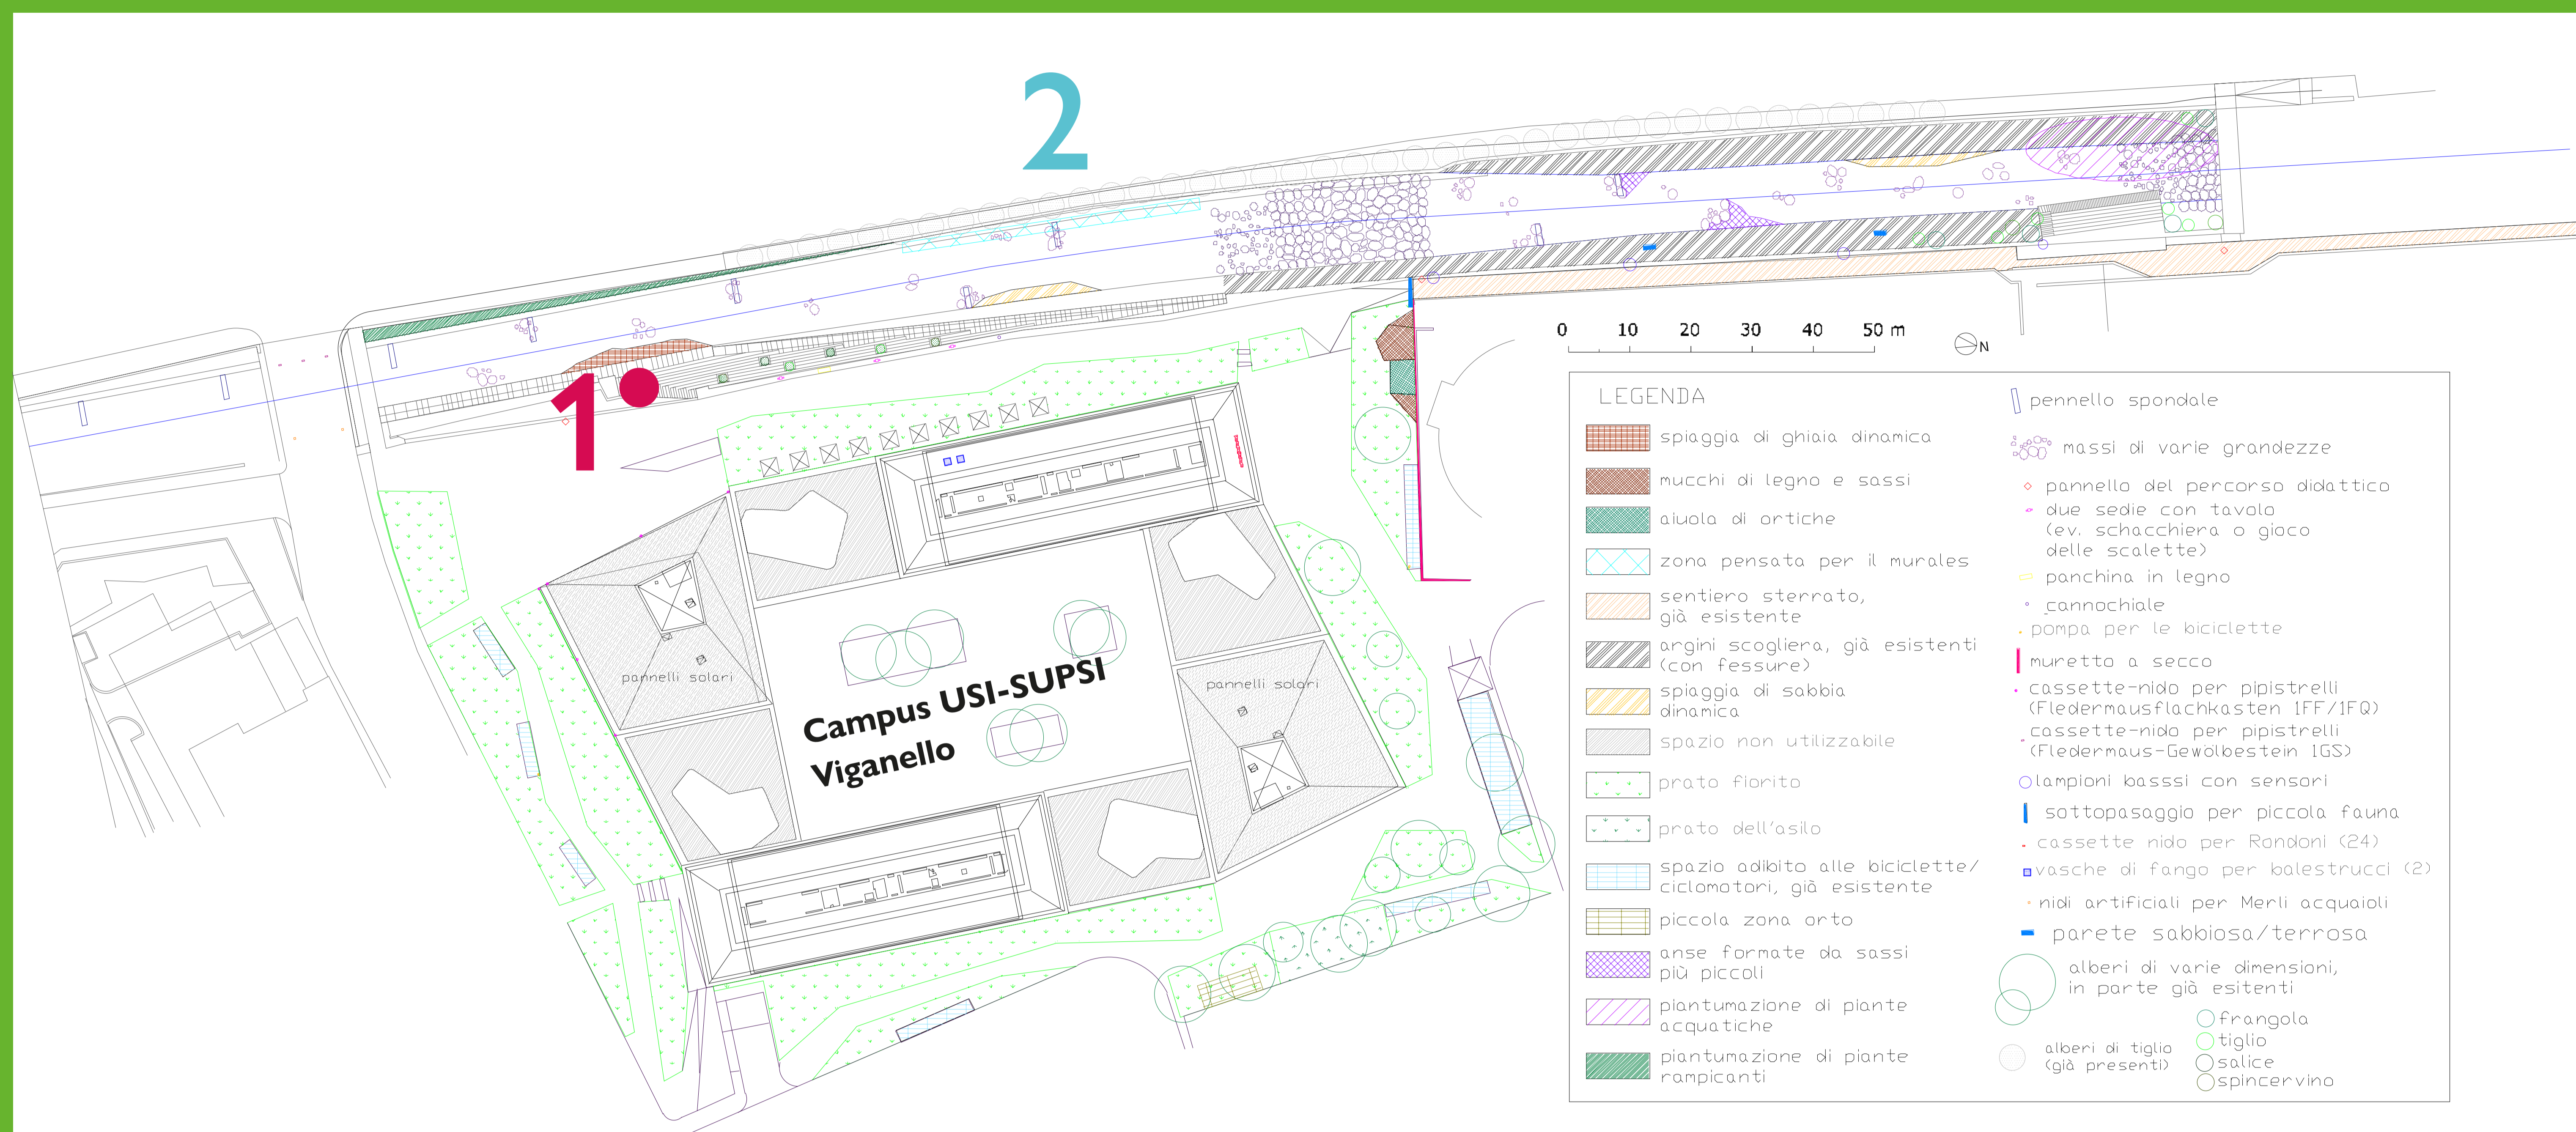 2
1
0 10 20 30 40 50 m
N
pannelli solari
pannelli solari
Campus USI-SUPSI
Viganello
LEGENDA
spiaggia di ghiaia dinamica
mucchi di legno e sassi
aiuola di ortiche
zona pensata per il murales
sentiero sterrato,
già esistente
argini scogliera, già esistenti
(con fessure)
spiaggia di sabbia
dinamica
spazio non utilizzabile
prato fiorito
prato dell'asilo
spazio adibito alle biciclette/
ciclomotori, già esistente
piccola zona orto
anse formate da sassi
più piccoli
piantumazione di piante
acquatiche
piantumazione di piante
rampicanti
pennello spondale
massi di varie grandezze
pannello del percorso didattico
due sedie con tavolo
(ev. schacchiera o gioco
delle scalette)
panchina in legno
cannochiale
pompa per le biciclette
muretto a secco
cassette-nido per pipistrelli
(Fledermausflachkasten 1FF/1FQ)
cassette-nido per pipistrelli
(Fledermaus-Gewölbestein 1GS)
lampioni basssi con sensori
sottopasaggio per piccola fauna
cassette nido per Rondoni (24)
vasche di fango per balestrucci (2)
nidi artificiali per Merli acquaioli
parete sabbiosa/terrosa
alberi di varie dimensioni,
in parte già esitenti
alberi di tiglio
(già presenti)
frangola
tiglio
salice
spincervino